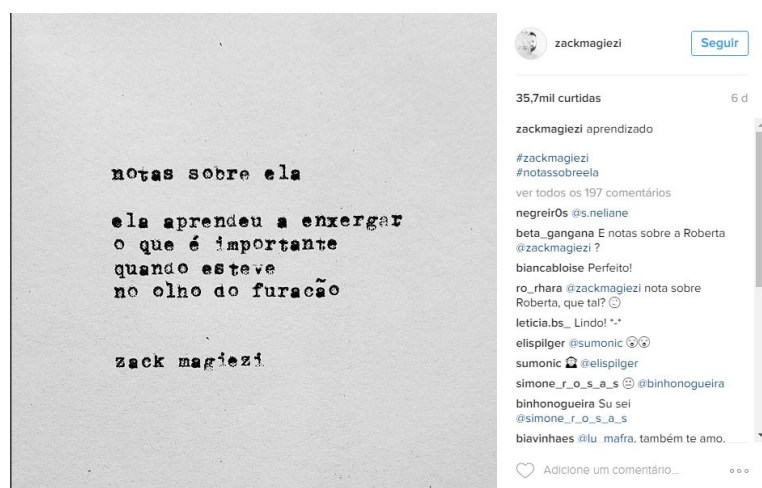 notas sobre ela
ela aprendeu a enxergar
o que é importante
quando esteve
no olho do furacão
zack magiezi
zackmagiezi
Seguir
35,7mil curtidas
6 d
zackmagiezi aprendizado
#zackmagiezi
#notassobreela
ver todos os 197 comentários
negreir0s @s.neliane
beta_gangana E notas sobre a Roberta
@zackmagiezi ?
biancabloise Perfeito!
ro_rhara @zackmagiezi nota sobre
Roberta, que tal?
leticia.bs_ Lindo! *-*
elispilger @sumonic
sumonic @elispilger
simone_r_o_s_a_s @binhonogueira
binhonogueira Su sei
@simone_r_o_s_a_s
biavinhaes @lu_mafra. também te amo.
Adicione um comentário...